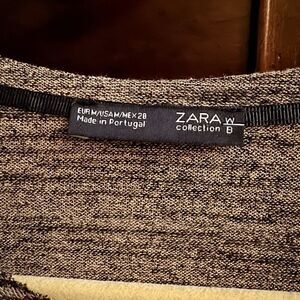 EUR M/USA M/MEX 28
Made in Portugal
ZARA W
collection B